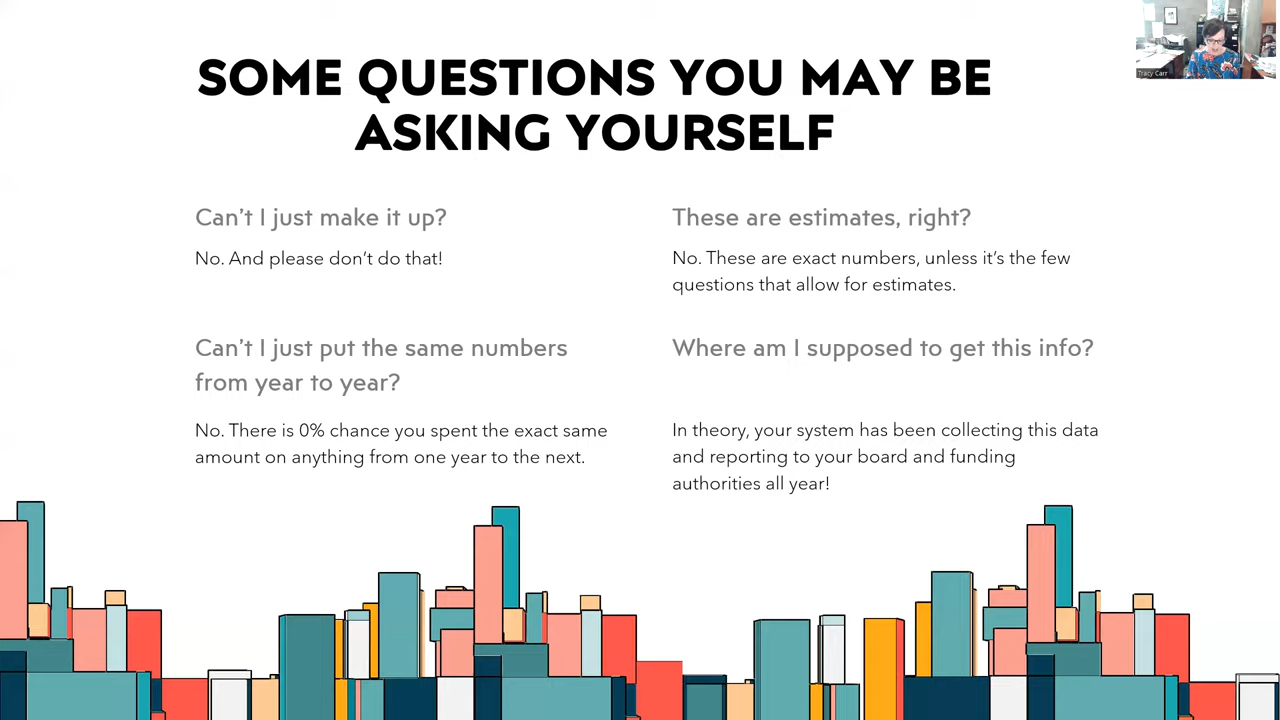 SOME QUESTIONS YOU MAY BE
ASKING YOURSELF
Can’t I just make it up?
No. And please don’t do that!
These are estimates, right?
No. These are exact numbers, unless it’s the few
questions that allow for estimates.
Can’t I just put the same numbers
from year to year?
No. There is 0% chance you spent the exact same
amount on anything from one year to the next.
Where am I supposed to get this info?
In theory, your system has been collecting this data
and reporting to your board and funding
authorities all year!
Tracy Carr